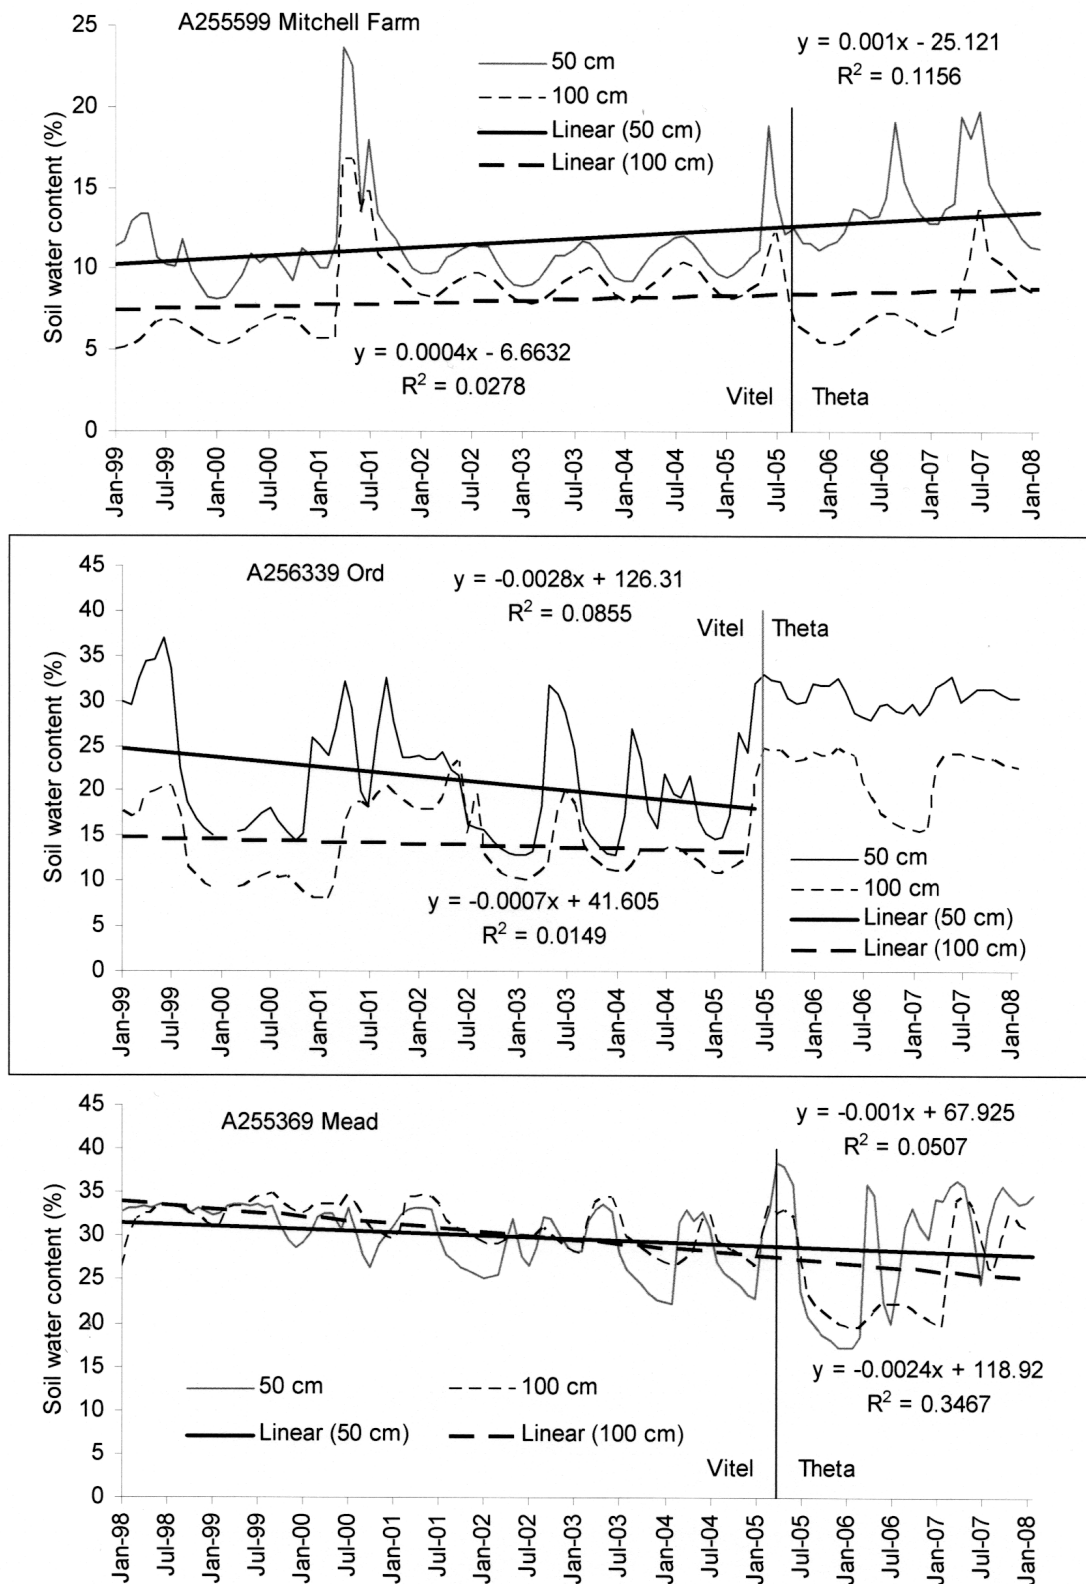 A255599 Mitchell Farm
y = 0.001x - 25.121
R² = 0.1156
50 cm
100 cm
Linear (50 cm)
Linear (100 cm)
Soil water content (%)
25
20
15
10
5
0
y = 0.0004x - 6.6632
R² = 0.0278
Vitel
Theta
Jan-99
Jul-99
Jan-00
Jul-00
Jan-01
Jul-01
Jan-02
Jul-02
Jan-03
Jul-03
Jan-04
Jul-04
Jan-05
Jul-05
Jan-06
Jul-06
Jan-07
Jul-07
Jan-08
A256339 Ord
y = -0.0028x + 126.31
R² = 0.0855
Vitel
Theta
Soil water content (%)
45
40
35
30
25
20
15
10
5
0
50 cm
100 cm
Linear (50 cm)
Linear (100 cm)
y = -0.0007x + 41.605
R² = 0.0149
Jan-99
Jul-99
Jan-00
Jul-00
Jan-01
Jul-01
Jan-02
Jul-02
Jan-03
Jul-03
Jan-04
Jul-04
Jan-05
Jul-05
Jan-06
Jul-06
Jan-07
Jul-07
Jan-08
A255369 Mead
y = -0.001x + 67.925
R² = 0.0507
Soil water content (%)
45
40
35
30
25
20
15
10
5
0
50 cm
100 cm
Linear (50 cm)
Linear (100 cm)
y = -0.0024x + 118.92
R² = 0.3467
Vitel
Theta
Jan-98
Jul-98
Jan-99
Jul-99
Jan-00
Jul-00
Jan-01
Jul-01
Jan-02
Jul-02
Jan-03
Jul-03
Jan-04
Jul-04
Jan-05
Jul-05
Jan-06
Jul-06
Jan-07
Jul-07
Jan-08